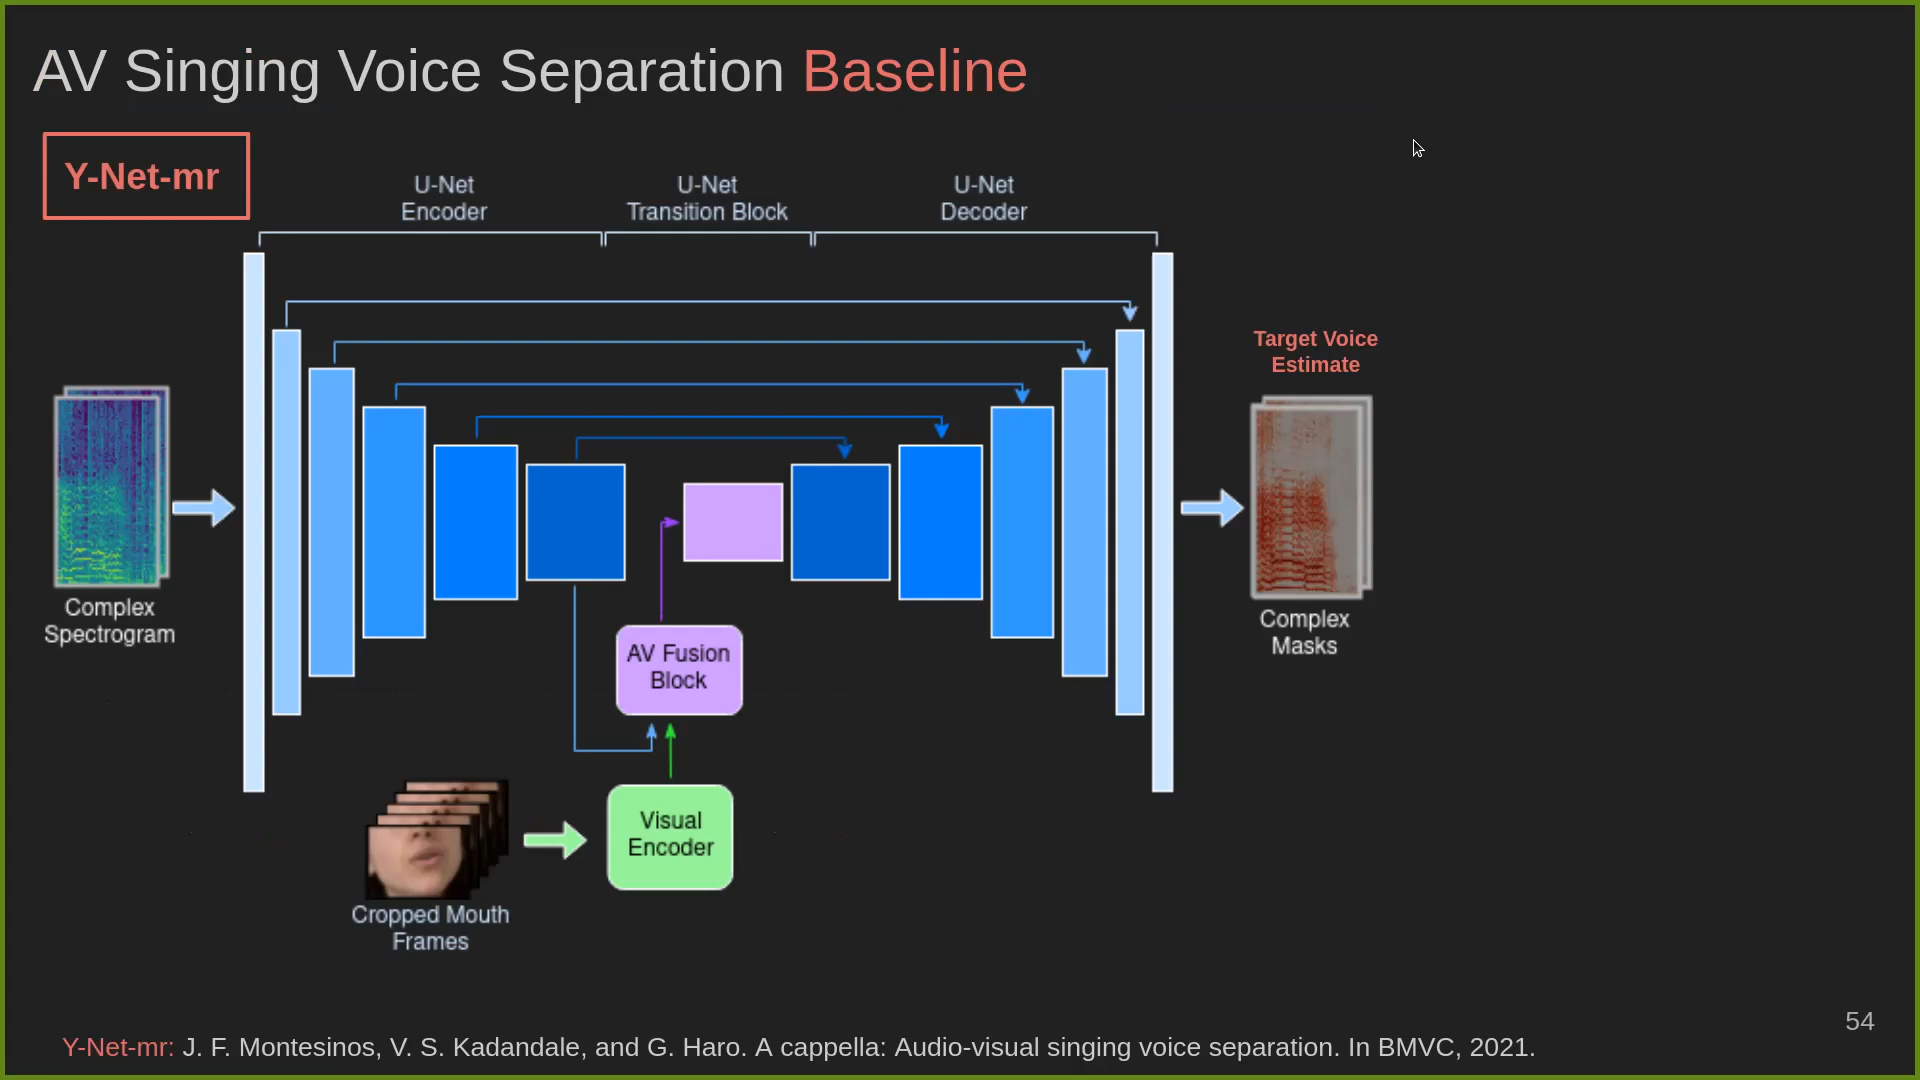 AV Singing Voice Separation Baseline
Y-Net-mr
U-Net
Encoder
U-Net
Transition Block
U-Net
Decoder
Target Voice
Estimate
Complex
Spectrogram
Complex
Masks
AV Fusion
Block
Visual
Encoder
Cropped Mouth
Frames
54
Y-Net-mr: J. F. Montesinos, V. S. Kadandale, and G. Haro. A cappella: Audio-visual singing voice separation. In BMVC, 2021.